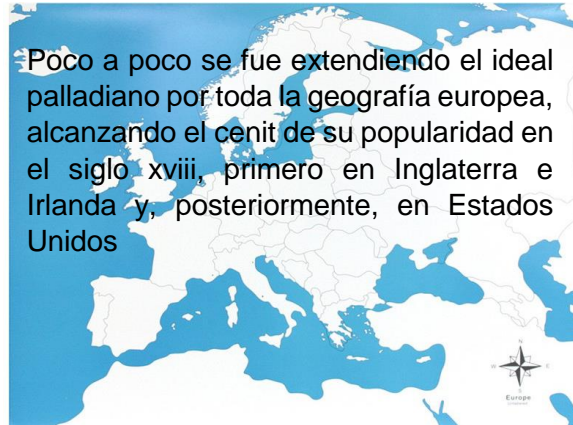 Poco a poco se fue extendiendo el ideal
palladiano por toda la geografía europea,
alcanzando el cenit de su popularidad en
el siglo xviii, primero en Inglaterra e
Irlanda y, posteriormente, en Estados
Unidos
N
W E
S
Europe